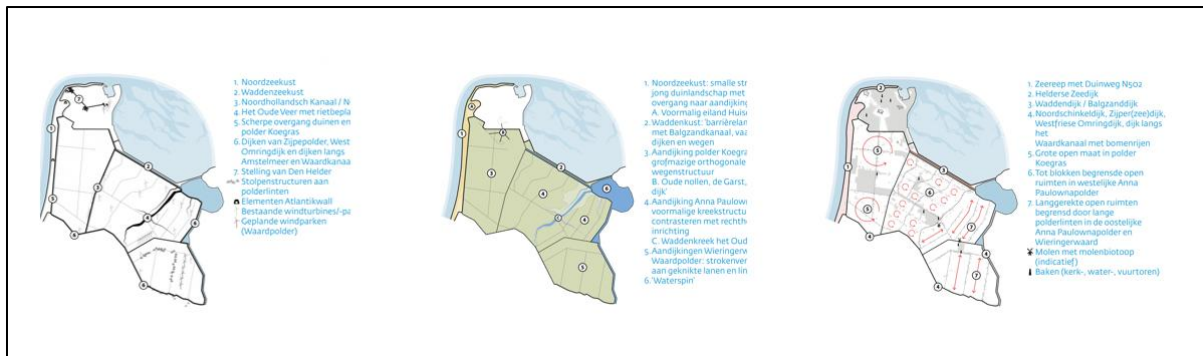 1. Noordzeekust
2. Waddenzeekust
3. Noordhollandsch Kanaal / N
4. Het Oude Veer met rietbepla
5. Scherpe overgang duinen en
polder Koegras
6. Dijken van Zijpepolder, West
Omringdijk en dijken langs
Amstelmeer en Waardkanaa
7. Stelling van Den Helder
Stolpenstructuren aan
polderlinten
Elementen Atlantikwall
Bestaande windturbines/-pa
Geplande windparken
(Waardpolder)
1. Noordzeekust: smalle str
jong duinlandschap met
overgang naar aandijking
A. Voormalig eiland Huis
2. Waddenkust: 'barrièrelan
met Balgzandkanaal, vaa
dijken en wegen
3. Aandijking polder Koegra
grofmazige orthogonale
wegenstructuur
B. Oude nollen, de Garst,
dijk'
4. Aandijking Anna Paulown
voormalige kreekstructu
contrasteren met rechth
inrichting
C. Waddenkreek het Oud
5. Aandijkingen Wieringerw
Waardpolder: strokenver
aan geknikte lanen en lin
6. 'Waterspin'
1. Zeereep met Duinweg N502
2. Helderse Zeedijk
3. Waddendijk / Balgzanddijk
4. Noordschinkeldijk, Zijper(zee)dijk,
Westfriese Omringdijk, dijk langs
het
Waardkanaal met bomenrijen
5. Grote open maat in polder
Koegras
6. Tot blokken begrensde open
ruimten in westelijke Anna
Paulownapolder
7. Langgerekte open ruimten
begrensd door lange
polderlinten in de oostelijke
Anna Paulownapolder en
Wieringerwaard
Molen met molenbiotoop
(indicatief)
Baken (kerk-, water-, vuurtoren)